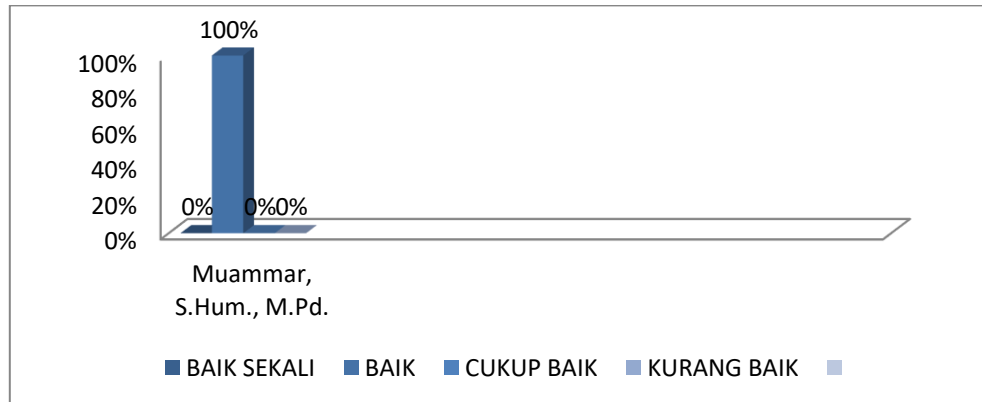 100%
100%
80%
60%
40%
20%
0%
0% 0% 0%
Muammar,
S.Hum., M.Pd.
BAIK SEKALI BAIK CUKUP BAIK KURANG BAIK